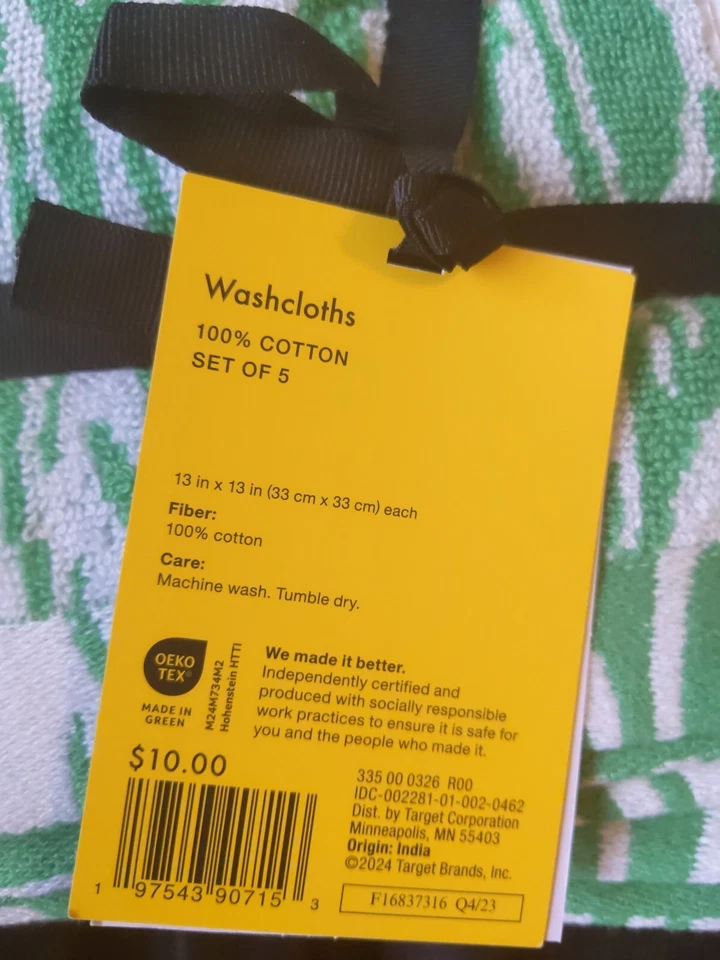 Washcloths
100% COTTON
SET OF 5
13 in x 13 in (33 cm x 33 cm) each
Fiber:
100% cotton
Care:
Machine wash. Tumble dry.
OEKO
TEX®
MADE IN
GREEN
M24M734M2
Hohenstein HTTI
We made it better.
Independently certified and
produced with socially responsible
work practices to ensure it is safe for
you and the people who made it.
$10.00
1 97543 90715 3
335 00 0326 R00
IDC-002281-01-002-0462
Dist. by Target Corporation
Minneapolis, MN 55403
Origin: India
©2024 Target Brands, Inc.
F16837316 Q4/23